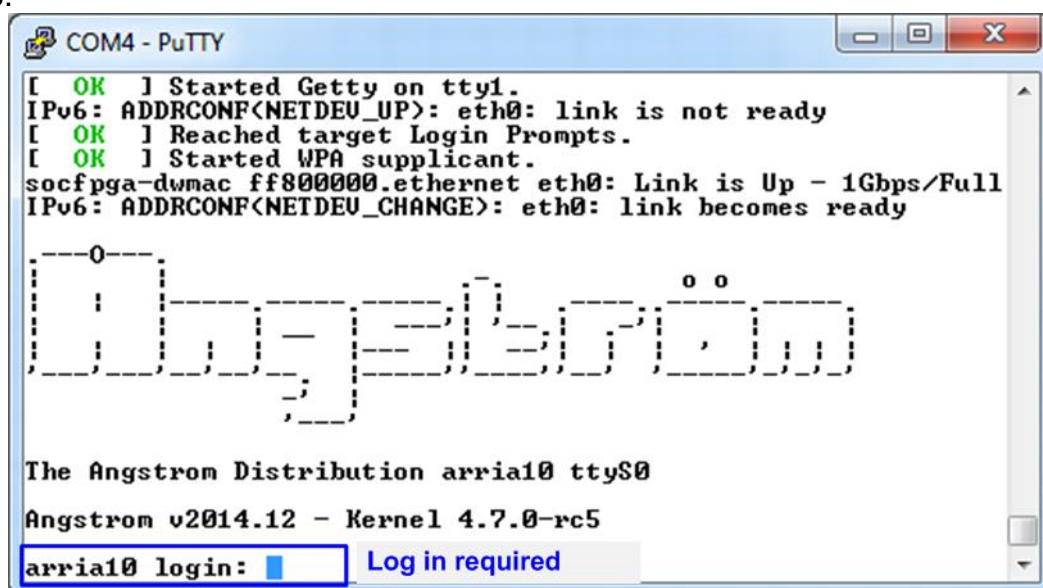 COM4 - PuTTY
[  OK  ] Started Getty on tty1.
IPv6: ADDRCONF(NETDEV_UP): eth0: link is not ready
[  OK  ] Reached target Login Prompts.
[  OK  ] Started WPA supplicant.
socfpga-dwmac ff800000.ethernet eth0: Link is Up - 1Gbps/Full
IPv6: ADDRCONF(NETDEV_CHANGE): eth0: link becomes ready
Ångström
The Angstrom Distribution arria10 ttyS0
Angstrom v2014.12 - Kernel 4.7.0-rc5
arria10 login: Log in required